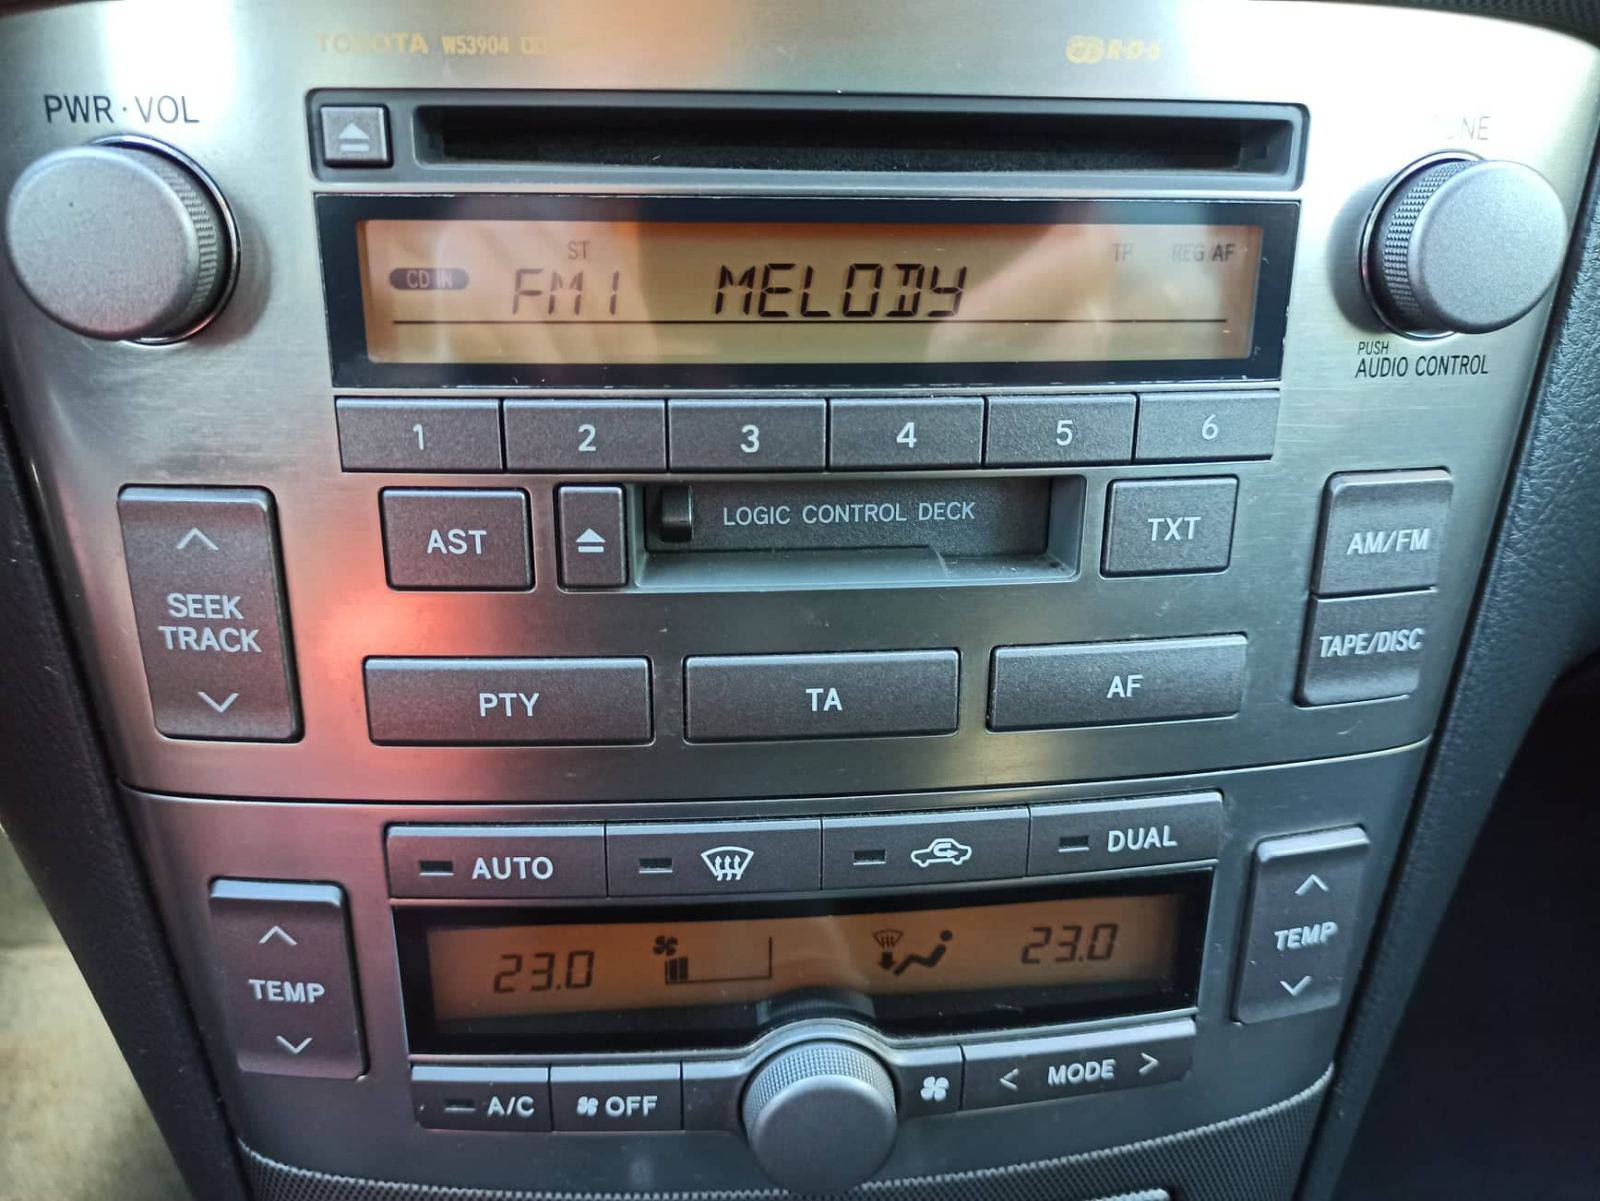 TOYOTA W53904
R·D·S
PWR·VOL
ST
TP
REG AF
CD IN
FM1 MELODY
PUSH
AUDIO CONTROL
1
2
3
4
5
6
SEEK
TRACK
AST
LOGIC CONTROL DECK
TXT
AM/FM
TAPE/DISC
PTY
TA
AF
AUTO
DUAL
TEMP
23.0
23.0
TEMP
A/C
OFF
< MODE >